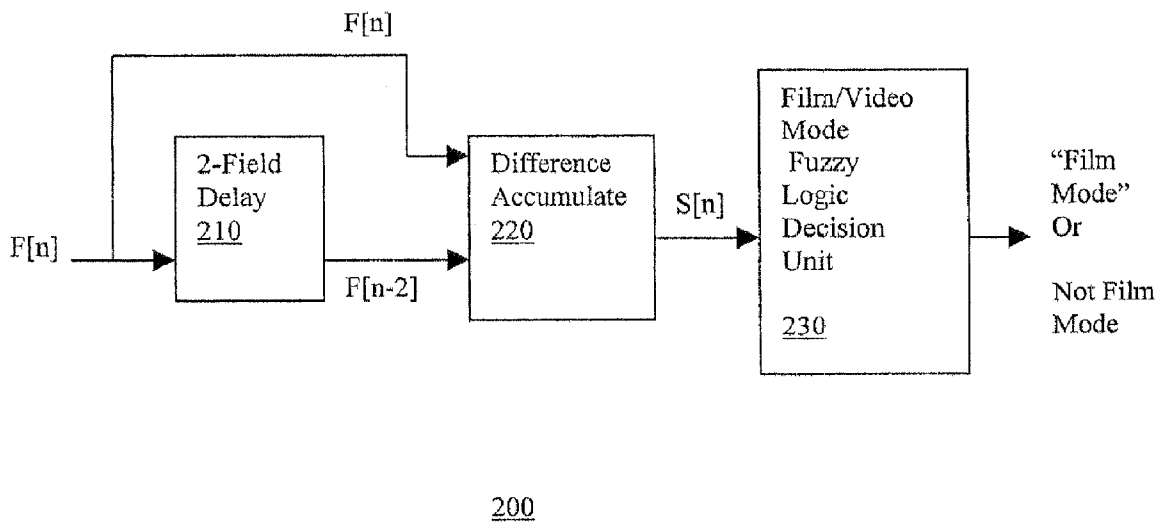 F[n]
F[n]
2-Field
Delay
210
F[n-2]
Difference
Accumulate
220
S[n]
Film/Video
Mode
Fuzzy
Logic
Decision
Unit
230
“Film
Mode”
Or
Not Film
Mode
200